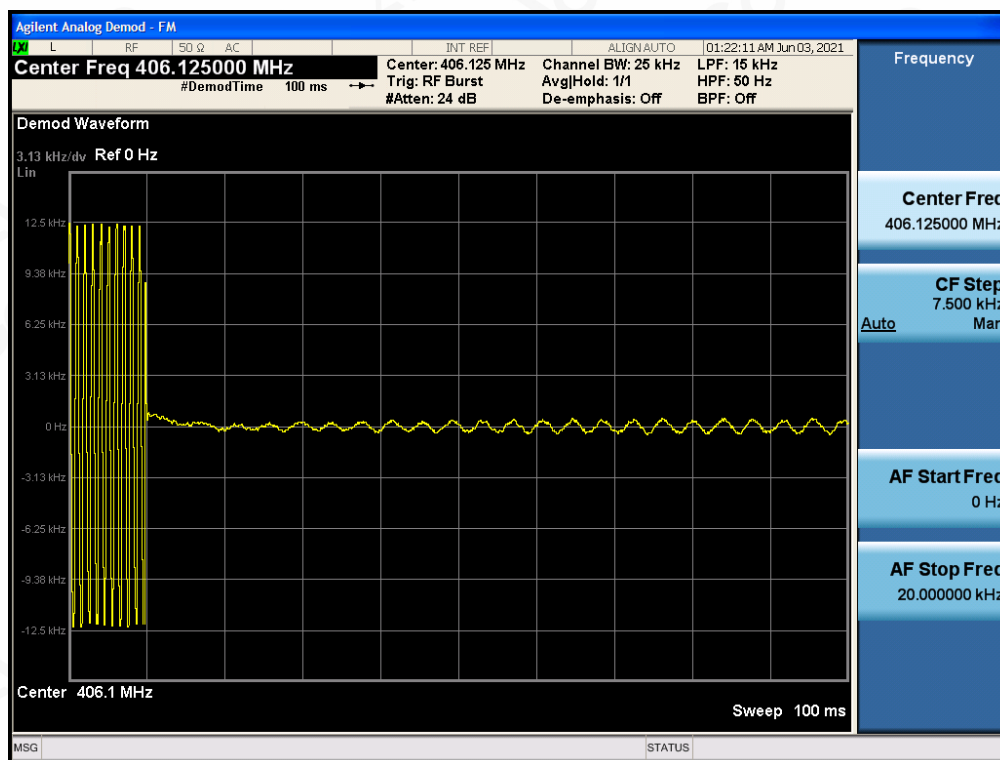 Agilent Analog Demod - FM
LXI L RF 50 Ω AC INT REF ALIGN AUTO 01:22:11 AM Jun 03, 2021
Center Freq 406.125000 MHz
#DemodTime 100 ms
Center: 406.125 MHz Channel BW: 25 kHz LPF: 15 kHz
Trig: RF Burst Avg|Hold: 1/1 HPF: 50 Hz
#Atten: 24 dB De-emphasis: Off BPF: Off
Frequency
Demod Waveform
3.13 kHz/dv Ref 0 Hz
Lin
12.5 kHz
9.38 kHz
6.25 kHz
3.13 kHz
0 Hz
-3.13 kHz
-6.25 kHz
-9.38 kHz
-12.5 kHz
Center 406.1 MHz
Sweep 100 ms
Center Freq
406.125000 MHz
CF Step
7.500 kHz
Auto Man
AF Start Freq
0 Hz
AF Stop Freq
20.000000 kHz
MSG STATUS